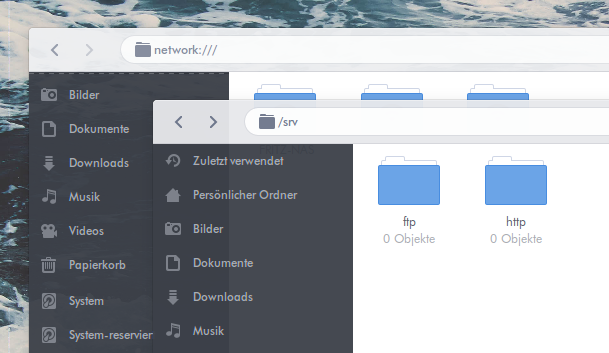 network:///
Bilder
Dokumente
Downloads
Musik
Videos
Papierkorb
System
System-reservier
/srv
Zuletzt verwendet
Persönlicher Ordner
Bilder
Dokumente
Downloads
Musik
ftp
0 Objekte
http
0 Objekte